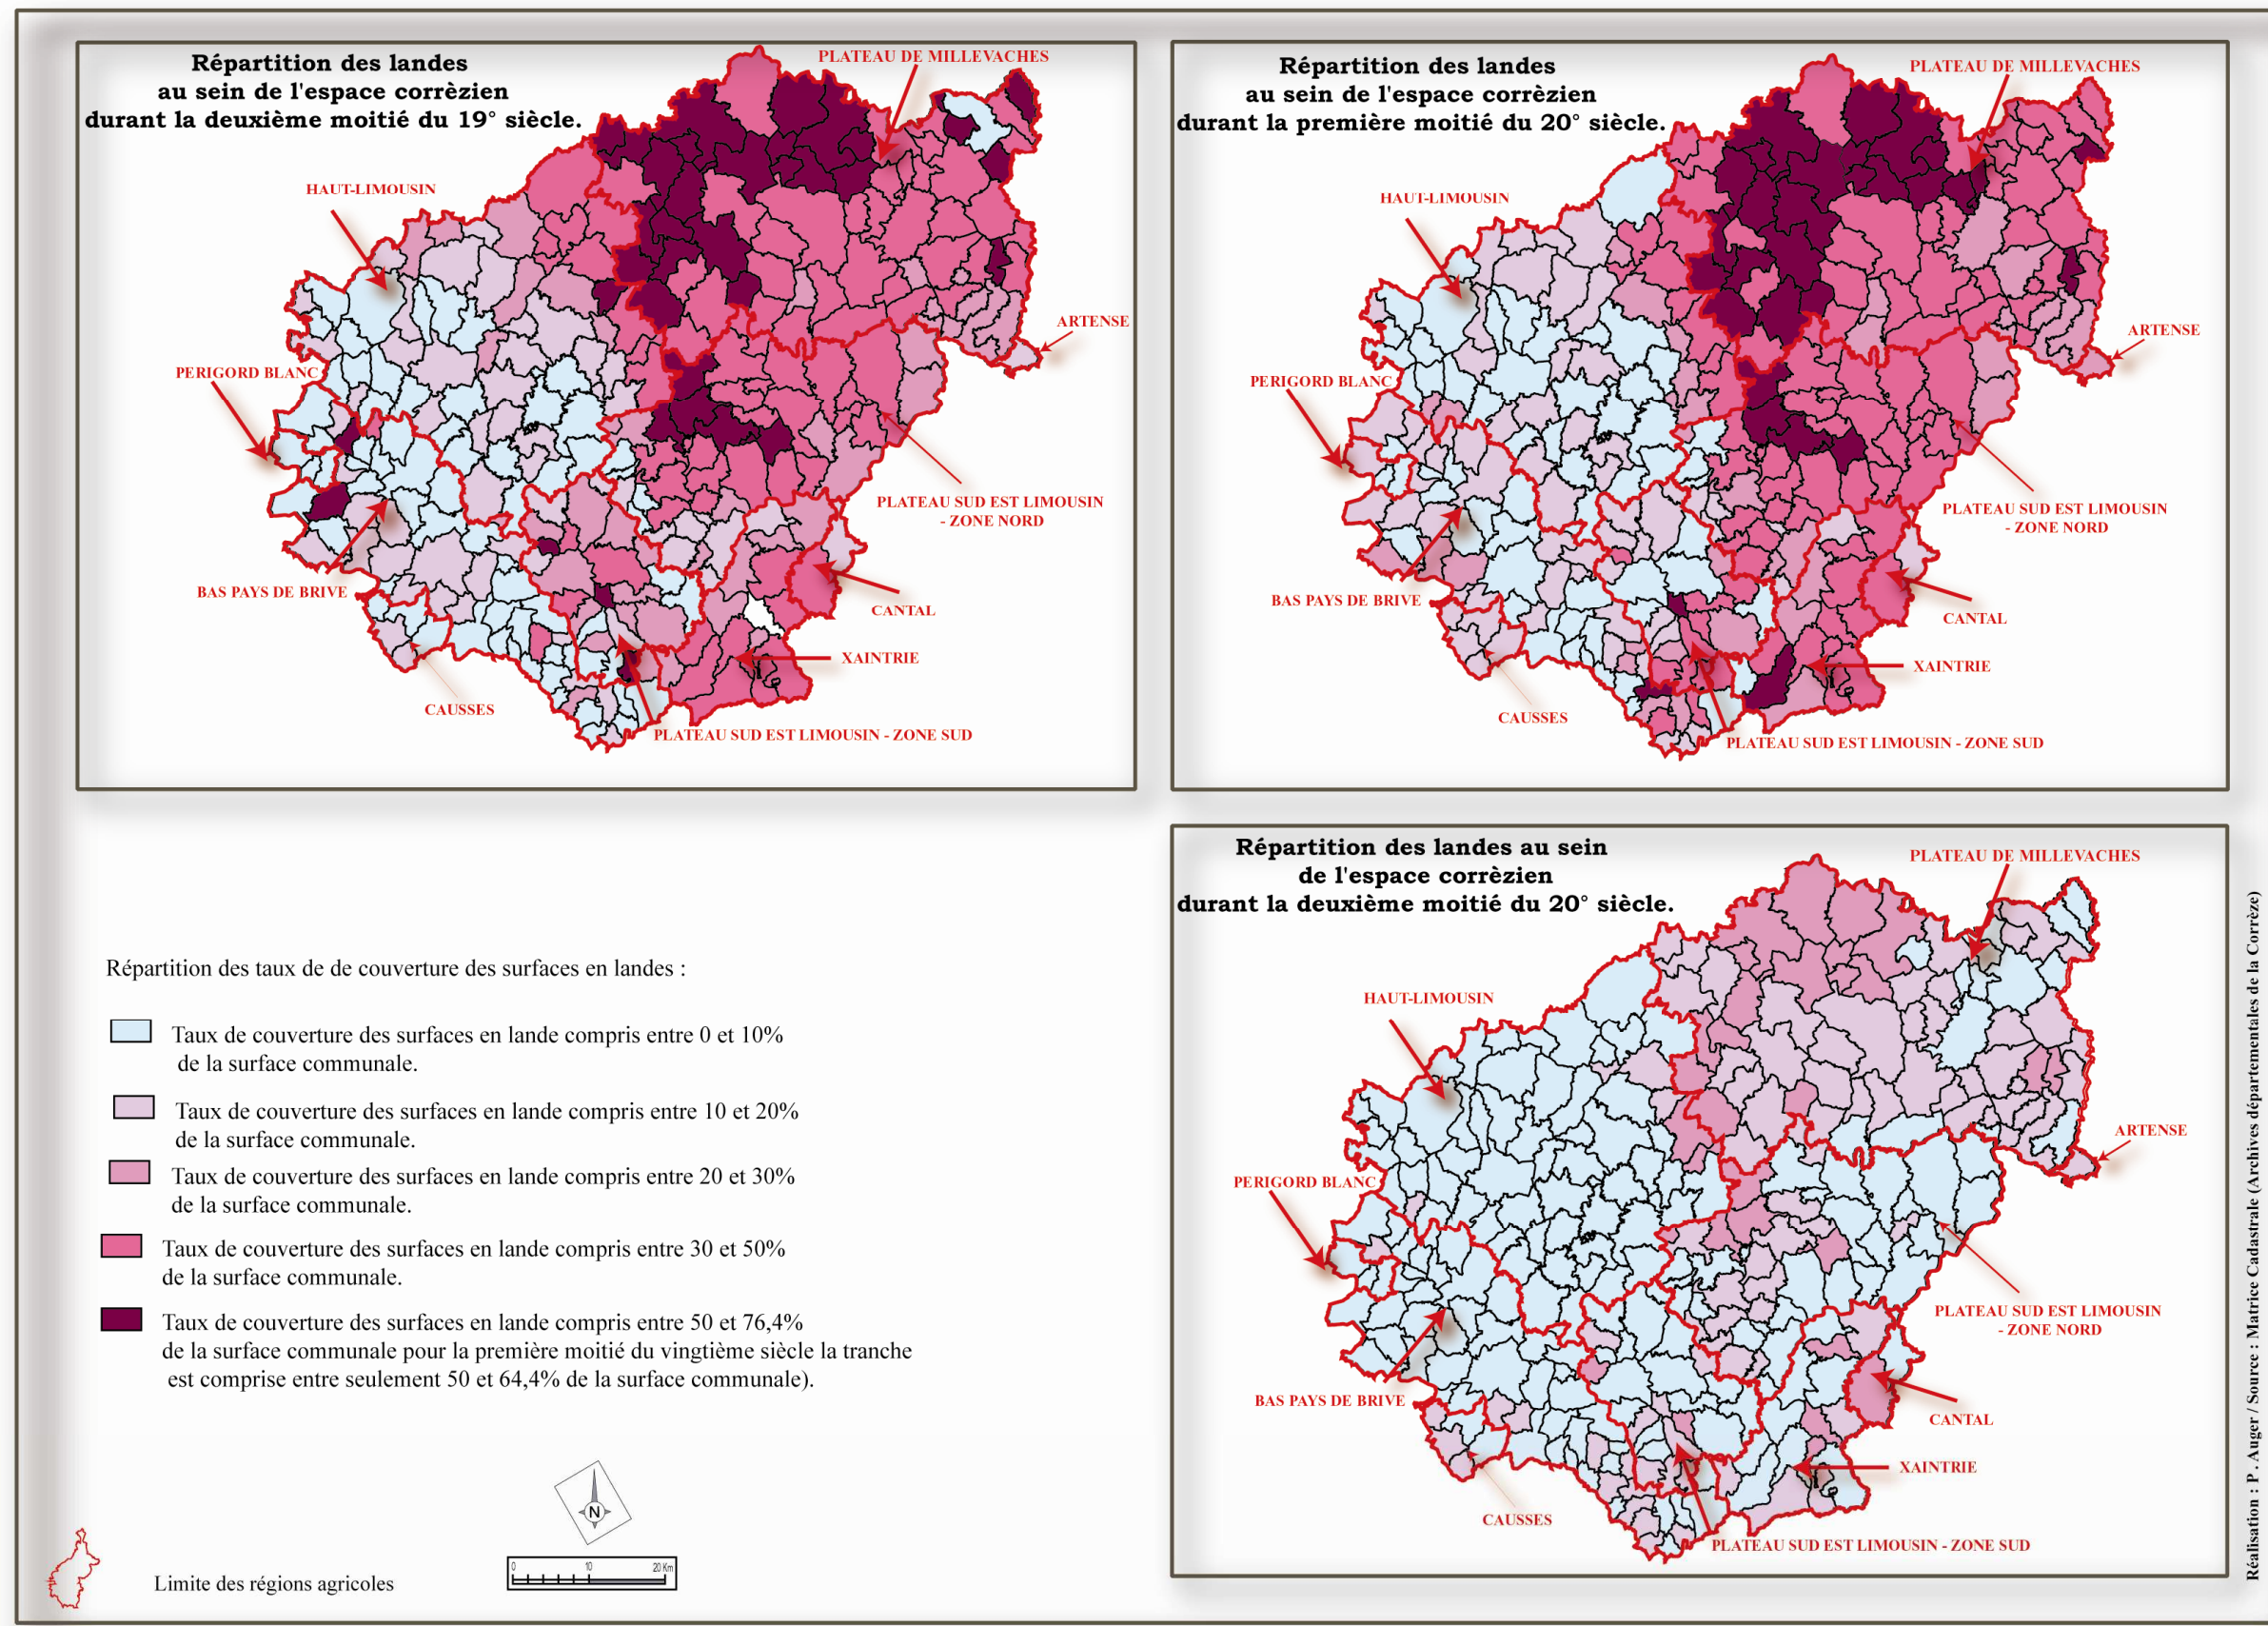 Répartition des landes
au sein de l'espace corrèzien
durant la deuxième moitié du 19° siècle.
PLATEAU DE MILLEVACHES
HAUT-LIMOUSIN
ARTENSE
PERIGORD BLANC
PLATEAU SUD EST LIMOUSIN
- ZONE NORD
BAS PAYS DE BRIVE
CANTAL
XAINTRIE
CAUSSES
PLATEAU SUD EST LIMOUSIN - ZONE SUD
Répartition des landes
au sein de l'espace corrèzien
durant la première moitié du 20° siècle.
PLATEAU DE MILLEVACHES
HAUT-LIMOUSIN
ARTENSE
PERIGORD BLANC
PLATEAU SUD EST LIMOUSIN
- ZONE NORD
BAS PAYS DE BRIVE
CANTAL
XAINTRIE
CAUSSES
PLATEAU SUD EST LIMOUSIN - ZONE SUD
Répartition des landes au sein
de l'espace corrèzien
durant la deuxième moitié du 20° siècle.
PLATEAU DE MILLEVACHES
HAUT-LIMOUSIN
ARTENSE
PERIGORD BLANC
PLATEAU SUD EST LIMOUSIN
- ZONE NORD
BAS PAYS DE BRIVE
CANTAL
XAINTRIE
CAUSSES
PLATEAU SUD EST LIMOUSIN - ZONE SUD
Répartition des taux de de couverture des surfaces en landes :
Taux de couverture des surfaces en lande compris entre 0 et 10%
de la surface communale.
Taux de couverture des surfaces en lande compris entre 10 et 20%
de la surface communale.
Taux de couverture des surfaces en lande compris entre 20 et 30%
de la surface communale.
Taux de couverture des surfaces en lande compris entre 30 et 50%
de la surface communale.
Taux de couverture des surfaces en lande compris entre 50 et 76,4%
de la surface communale pour la première moitié du vingtième siècle la tranche
est comprise entre seulement 50 et 64,4% de la surface communale).
N
0 10 20 Km
Limite des régions agricoles
Réalisation : P. Auger / Source : Matrice Cadastrale (Archives départementales de la Corrèze)